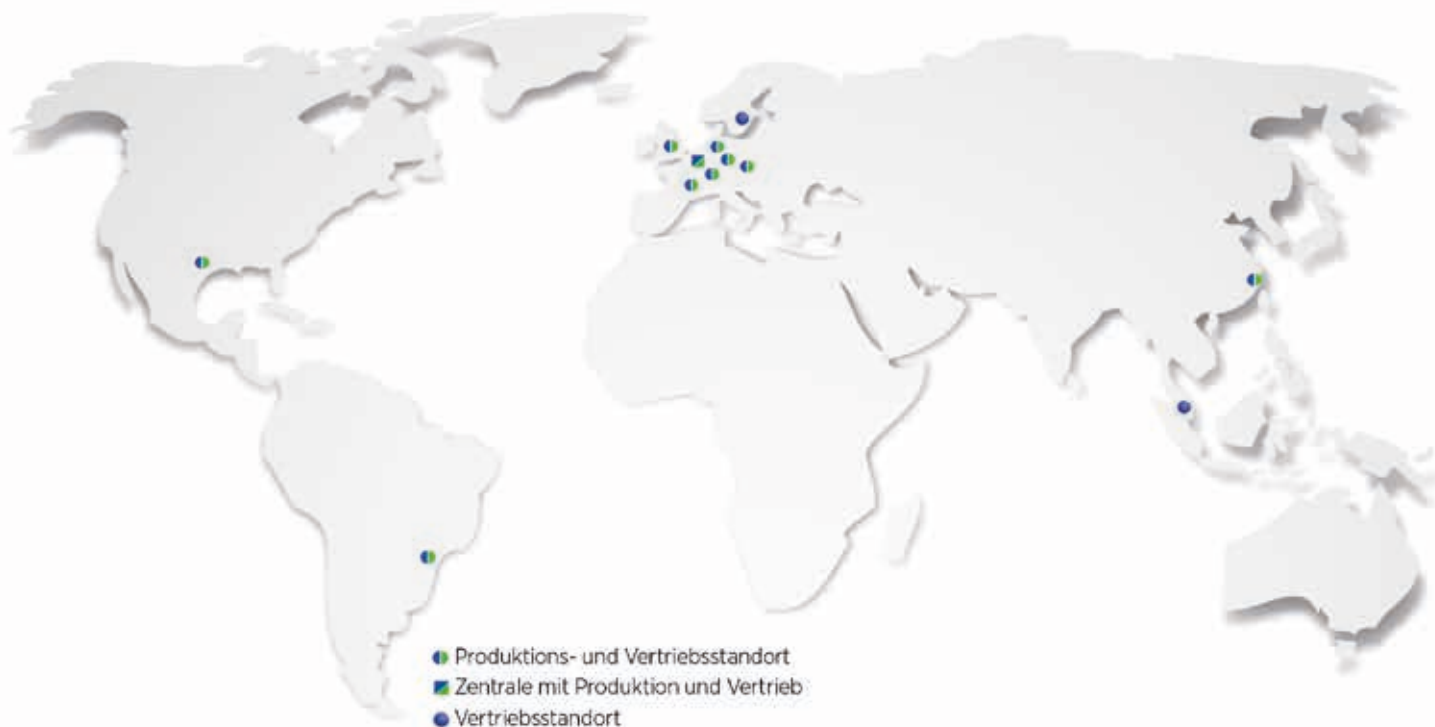 Produktions- und Vertriebsstandort
Zentrale mit Produktion und Vertrieb
Vertriebsstandort